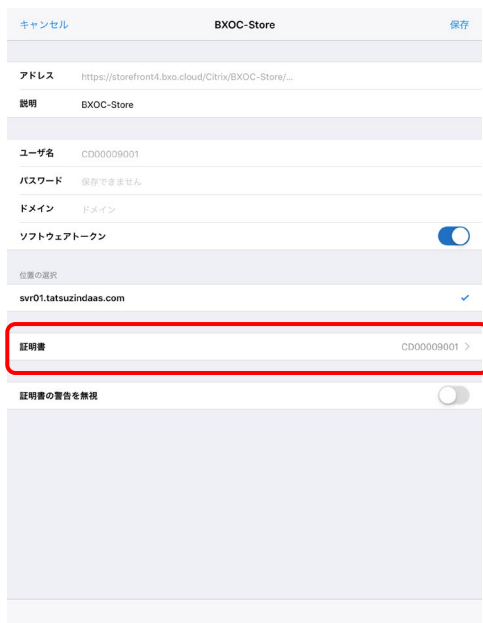 キャンセル BXOC-Store 保存
アドレス https://storefront4.bxo.cloud/Citrix/BXOC-Store/...
説明 BXOC-Store
ユーザ名 CD00009001
パスワード 保存できません
ドメイン ドメイン
ソフトウェアトークン
位置の選択
svr01.tatsuzindaas.com
証明書 CD00009001
証明書の警告を無視